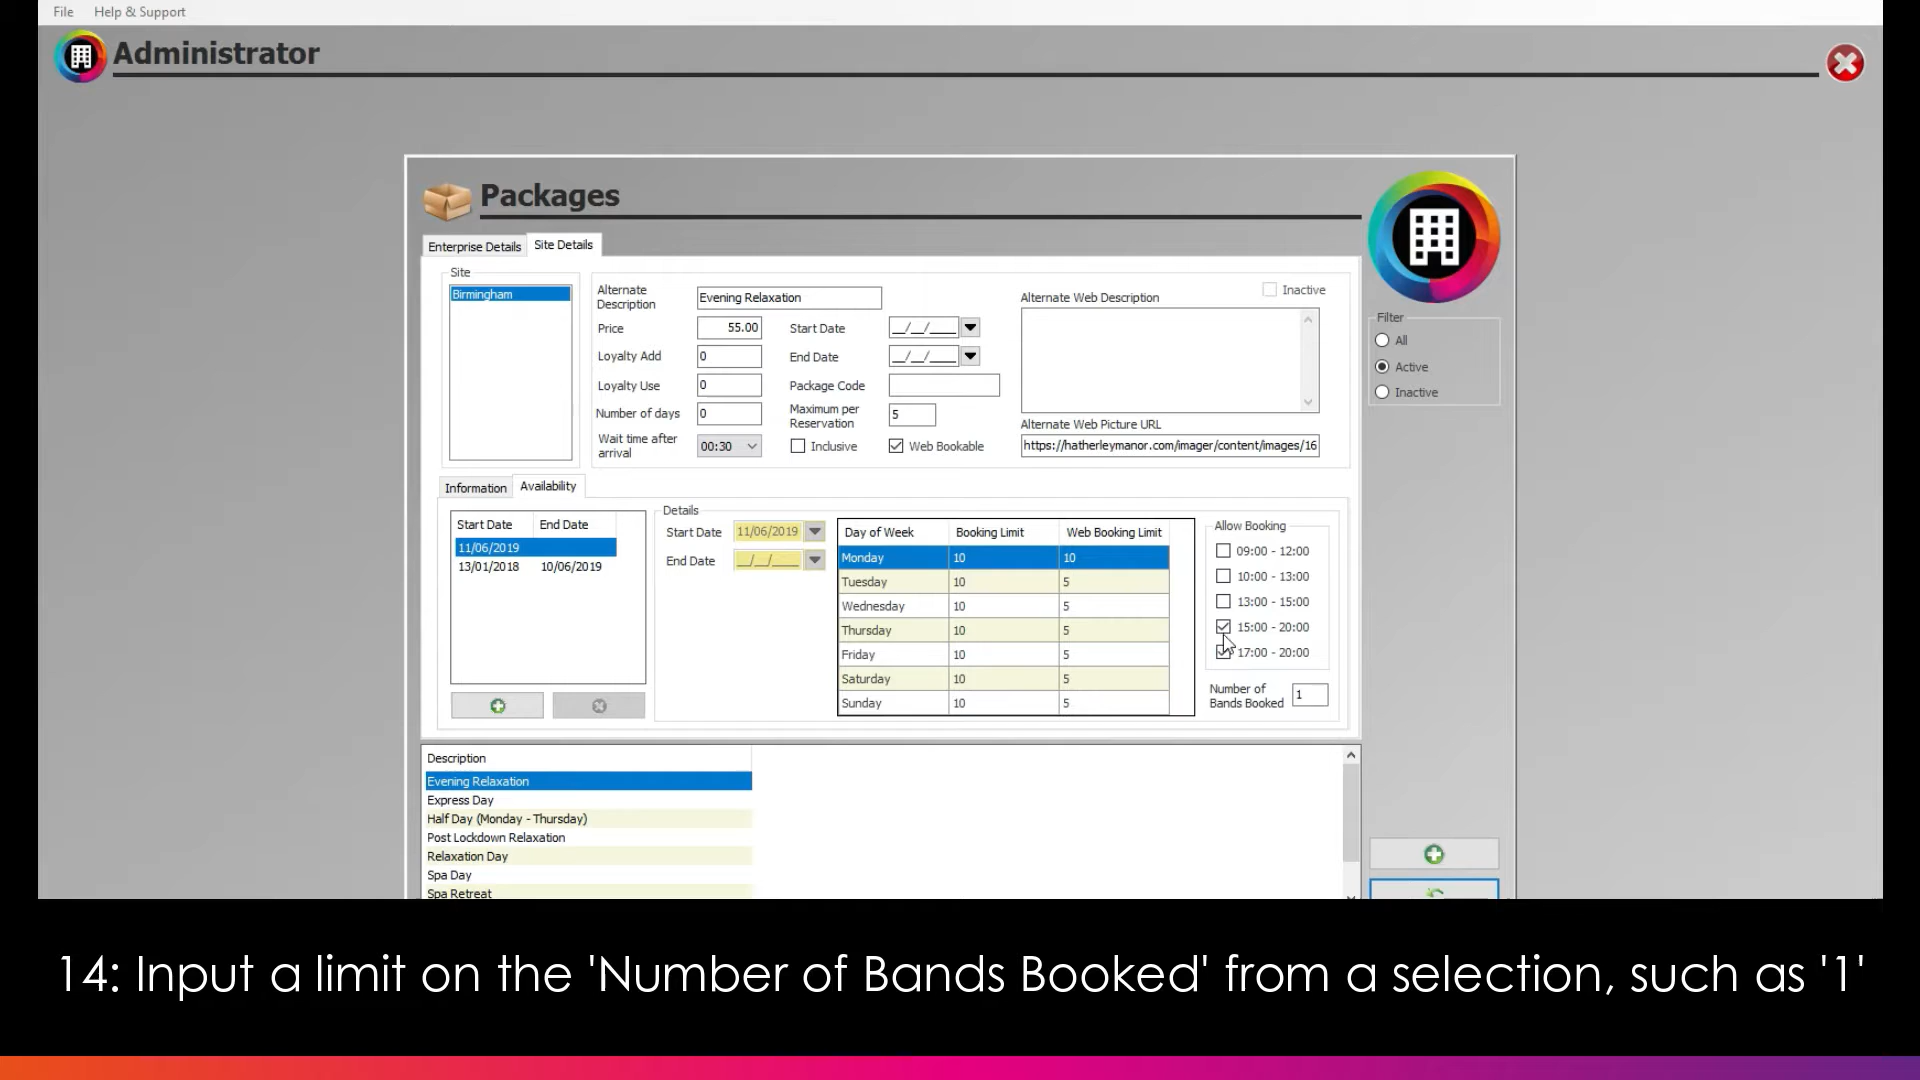 File Help & Support
Administrator
Packages
Enterprise Details Site Details
Site
Birmingham
Alternate Description Evening Relaxation
Price 55.00 Start Date __/__/____
Loyalty Add 0 End Date __/__/____
Loyalty Use 0 Package Code
Number of days 0 Maximum per Reservation 5
Wait time after arrival 00:30 Inclusive Web Bookable
Alternate Web Description Inactive
Alternate Web Picture URL
https://hatherleymanor.com/imager/content/images/16
Filter
All
Active
Inactive
Information Availability
Start Date End Date
11/06/2019
13/01/2018 10/06/2019
Details
Start Date 11/06/2019
End Date __/__/____
Day of Week Booking Limit Web Booking Limit
Monday 10 10
Tuesday 10 5
Wednesday 10 5
Thursday 10 5
Friday 10 5
Saturday 10 5
Sunday 10 5
Allow Booking
09:00 - 12:00
10:00 - 13:00
13:00 - 15:00
15:00 - 20:00
17:00 - 20:00
Number of Bands Booked 1
Description
Evening Relaxation
Express Day
Half Day (Monday - Thursday)
Post Lockdown Relaxation
Relaxation Day
Spa Day
Spa Retreat
14: Input a limit on the 'Number of Bands Booked' from a selection, such as '1'